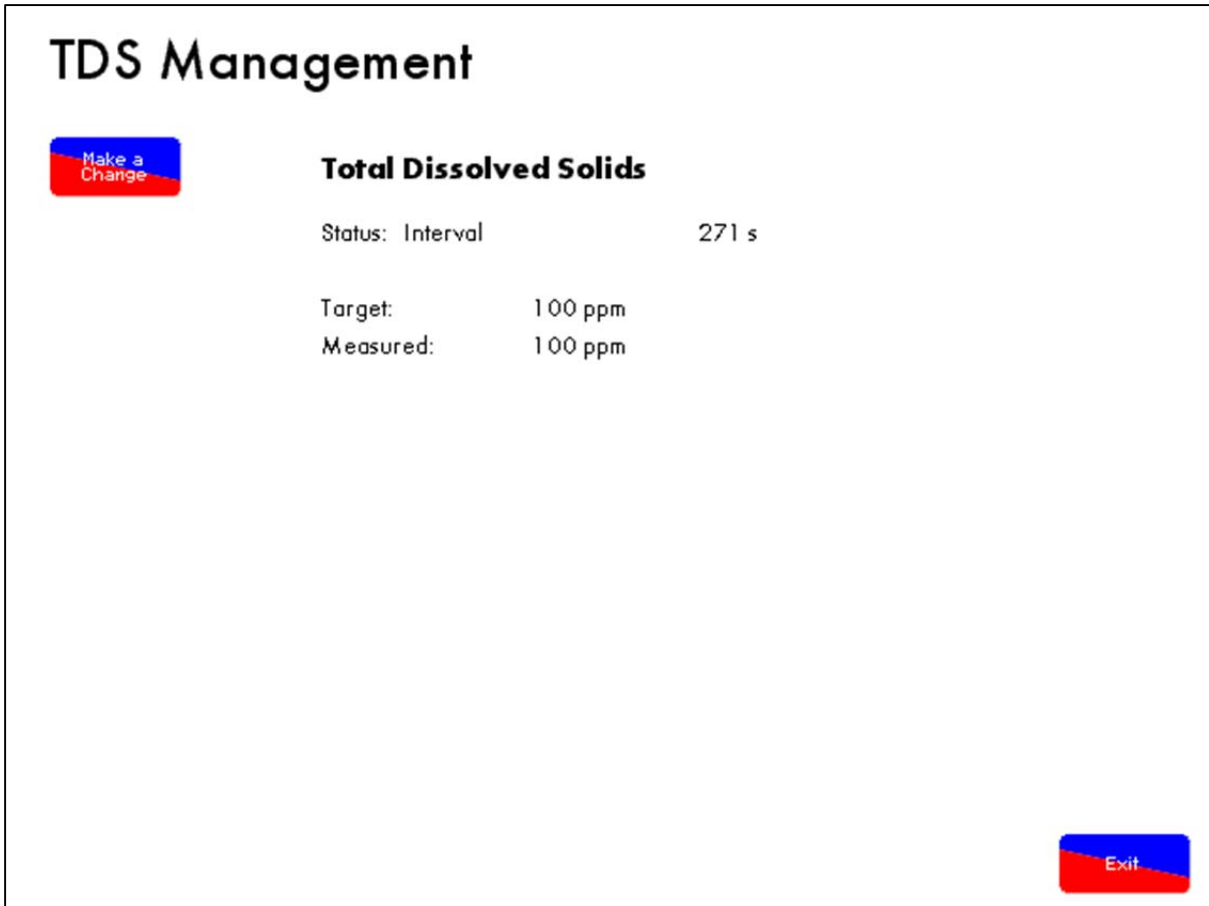 TDS Management
Make a
Change
Total Dissolved Solids
Status: Interval 271 s
Target: 100 ppm
Measured: 100 ppm
Exit